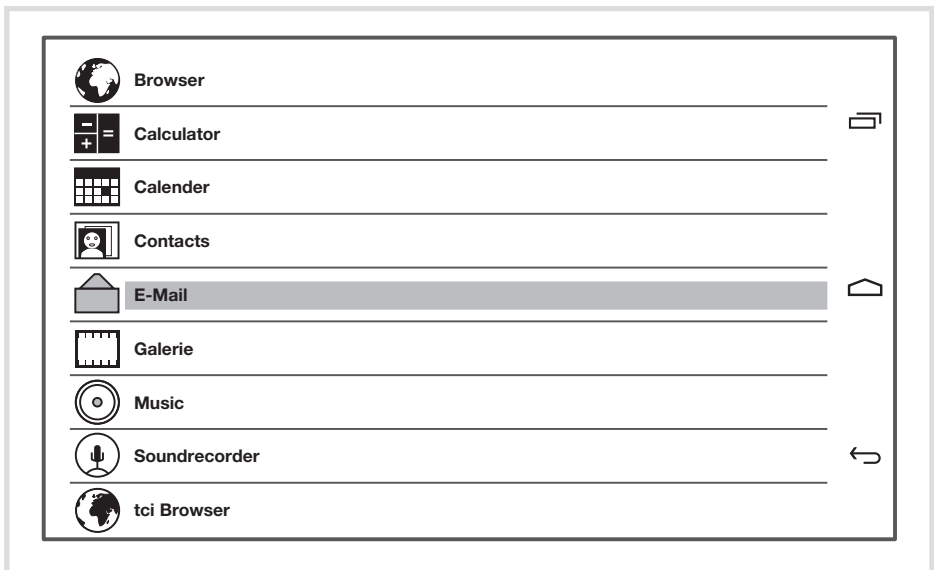 Browser
Calculator
Calender
Contacts
E-Mail
Galerie
Music
Soundrecorder
tci Browser